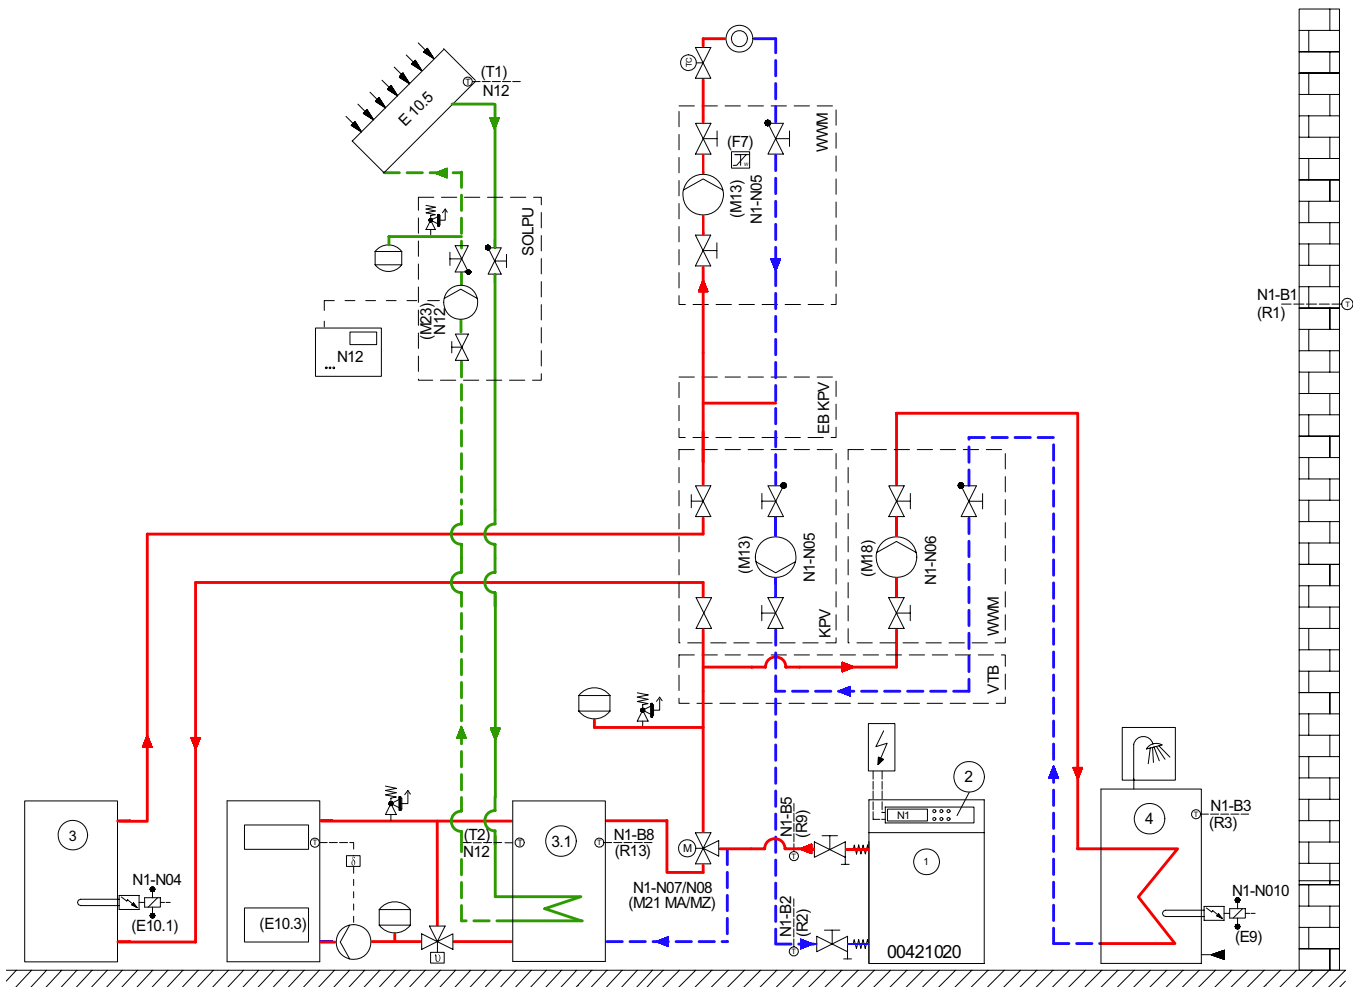 (T1)
N12
E 10.5
SOLPU
(M23)
N12
N12
...
TC
WWM
(F7)
(M13)
N1-N05
N1-B1
(R1)
T
EB KPV
(M13)
N1-N05
KPV
(M18)
N1-N06
WWM
VTB
3
N1-N04
(E10.1)
T
(E10.3)
(T2)
N12
T
3.1
T
N1-B8
(R13)
M
N1-N07/N08
(M21 MA/MZ)
N1-B5
(R9)
T
N1-B2
(R2)
T
N1
2
1
00421020
4
T
N1-B3
(R3)
N1-N010
(E9)